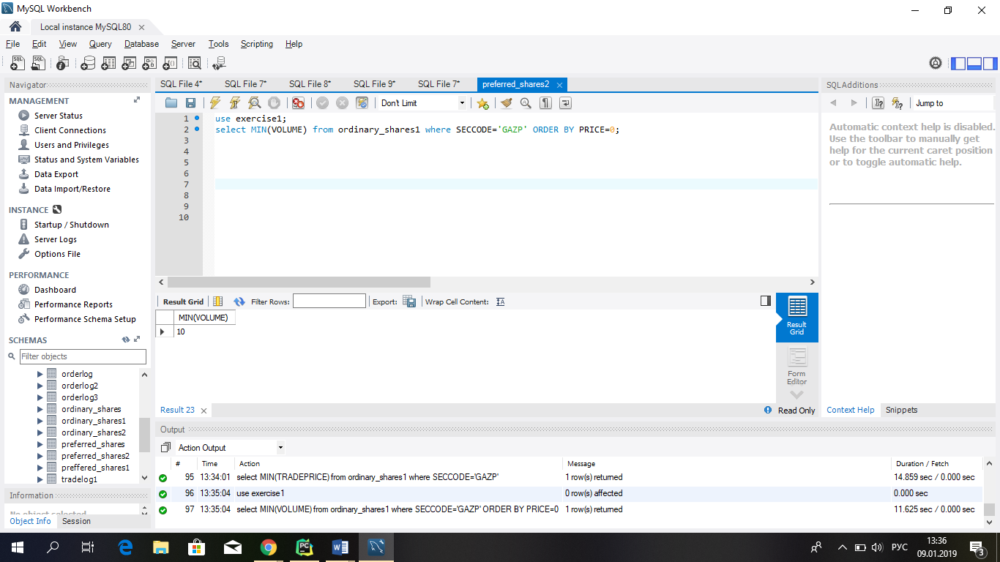 MySQL Workbench
Local instance MySQL80
File Edit View Query Database Server Tools Scripting Help
Navigator
MANAGEMENT
Server Status
Client Connections
Users and Privileges
Status and System Variables
Data Export
Data Import/Restore
INSTANCE
Startup / Shutdown
Server Logs
Options File
PERFORMANCE
Dashboard
Performance Reports
Performance Schema Setup
SCHEMAS
Filter objects
orderlog
orderlog2
orderlog3
ordinary_shares
ordinary_shares1
ordinary_shares2
preferred_shares
preferred_shares2
preffered_shares1
tradelog1
Information
No object selected
Object Info Session
SQL File 4* SQL File 7* SQL File 8* SQL File 9* SQL File 7* preferred_shares2
Don't Limit
1 use exercise1;
2 select MIN(VOLUME) from ordinary_shares1 where SECCODE='GAZP' ORDER BY PRICE=0;
3
4
5
6
7
8
9
10
Result Grid Filter Rows: Export: Wrap Cell Content:
MIN(VOLUME)
10
Result Grid
Form Editor
Result 23
Read Only
Output
Action Output
# Time Action Message Duration / Fetch
95 13:34:01 select MIN(TRADEPRICE) from ordinary_shares1 where SECCODE='GAZP' 1 row(s) returned 14.859 sec / 0.000 sec
96 13:35:04 use exercise1 0 row(s) affected 0.000 sec
97 13:35:04 select MIN(VOLUME) from ordinary_shares1 where SECCODE='GAZP' ORDER BY PRICE=0 1 row(s) returned 11.625 sec / 0.000 sec
SQLAdditions
Jump to
Automatic context help is disabled.
Use the toolbar to manually get
help for the current caret position
or to toggle automatic help.
Context Help Snippets
РУС
13:36
09.01.2019
3